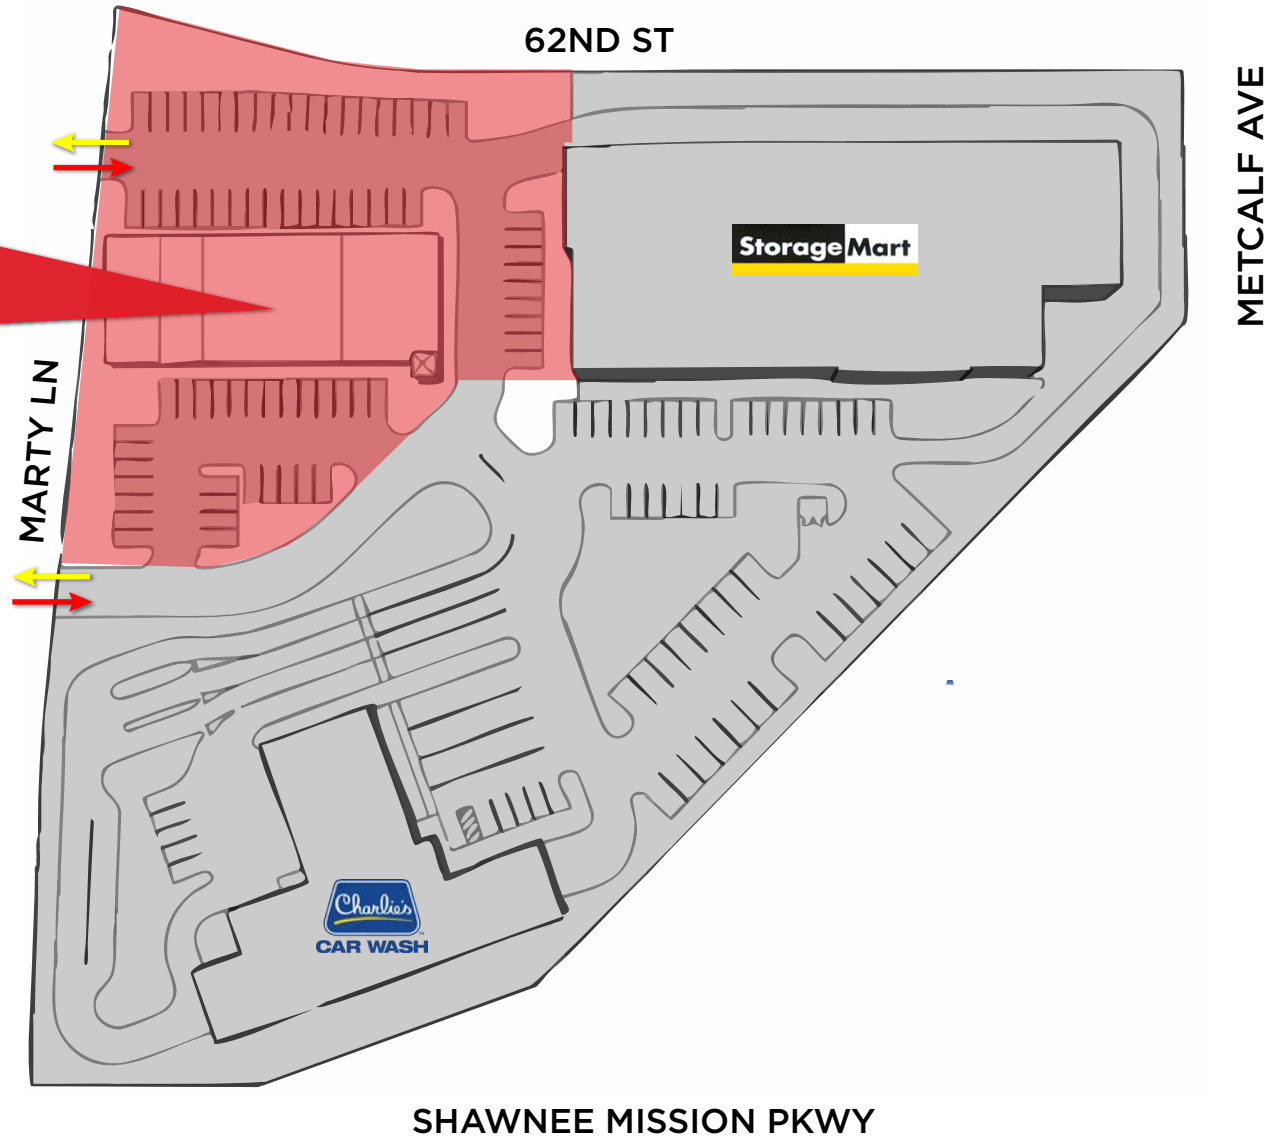 62ND ST
METCALF AVE
StorageMart
MARTY LN
Charlie's
CAR WASH
SHAWNEE MISSION PKWY